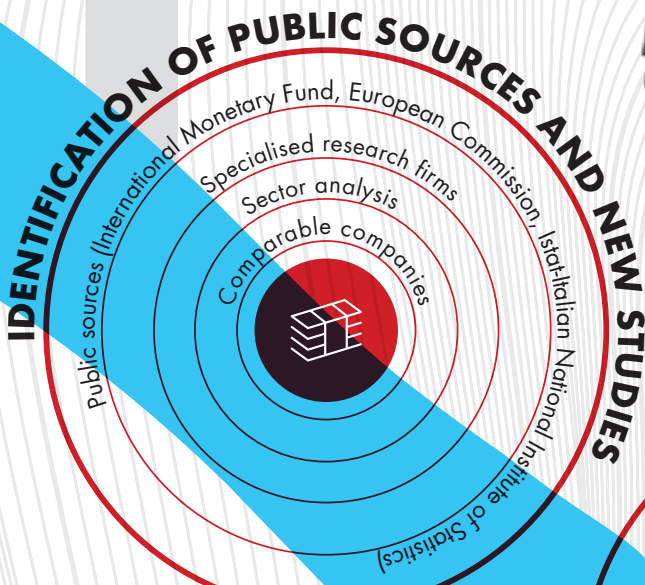 IDENTIFICATION OF PUBLIC SOURCES AND NEW STUDIES
Public sources (International Monetary Fund, European Commission, Istat-Italian National Institute of Statistics)
Specialised research firms
Sector analysis
Comparable companies